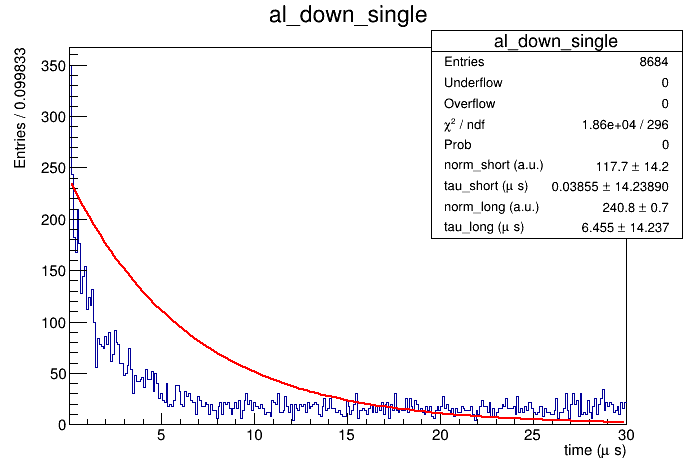 al_down_single
al_down_single
Entries 8684
Underflow 0
Overflow 0
χ² / ndf 1.86e+04 / 296
Prob 0
norm_short (a.u.) 117.7 ± 14.2
tau_short (μ s) 0.03855 ± 14.23890
norm_long (a.u.) 240.8 ± 0.7
tau_long (μ s) 6.455 ± 14.237
Entries / 0.099833
350
300
250
200
150
100
50
0
5 10 15 20 25 30
time (μ s)